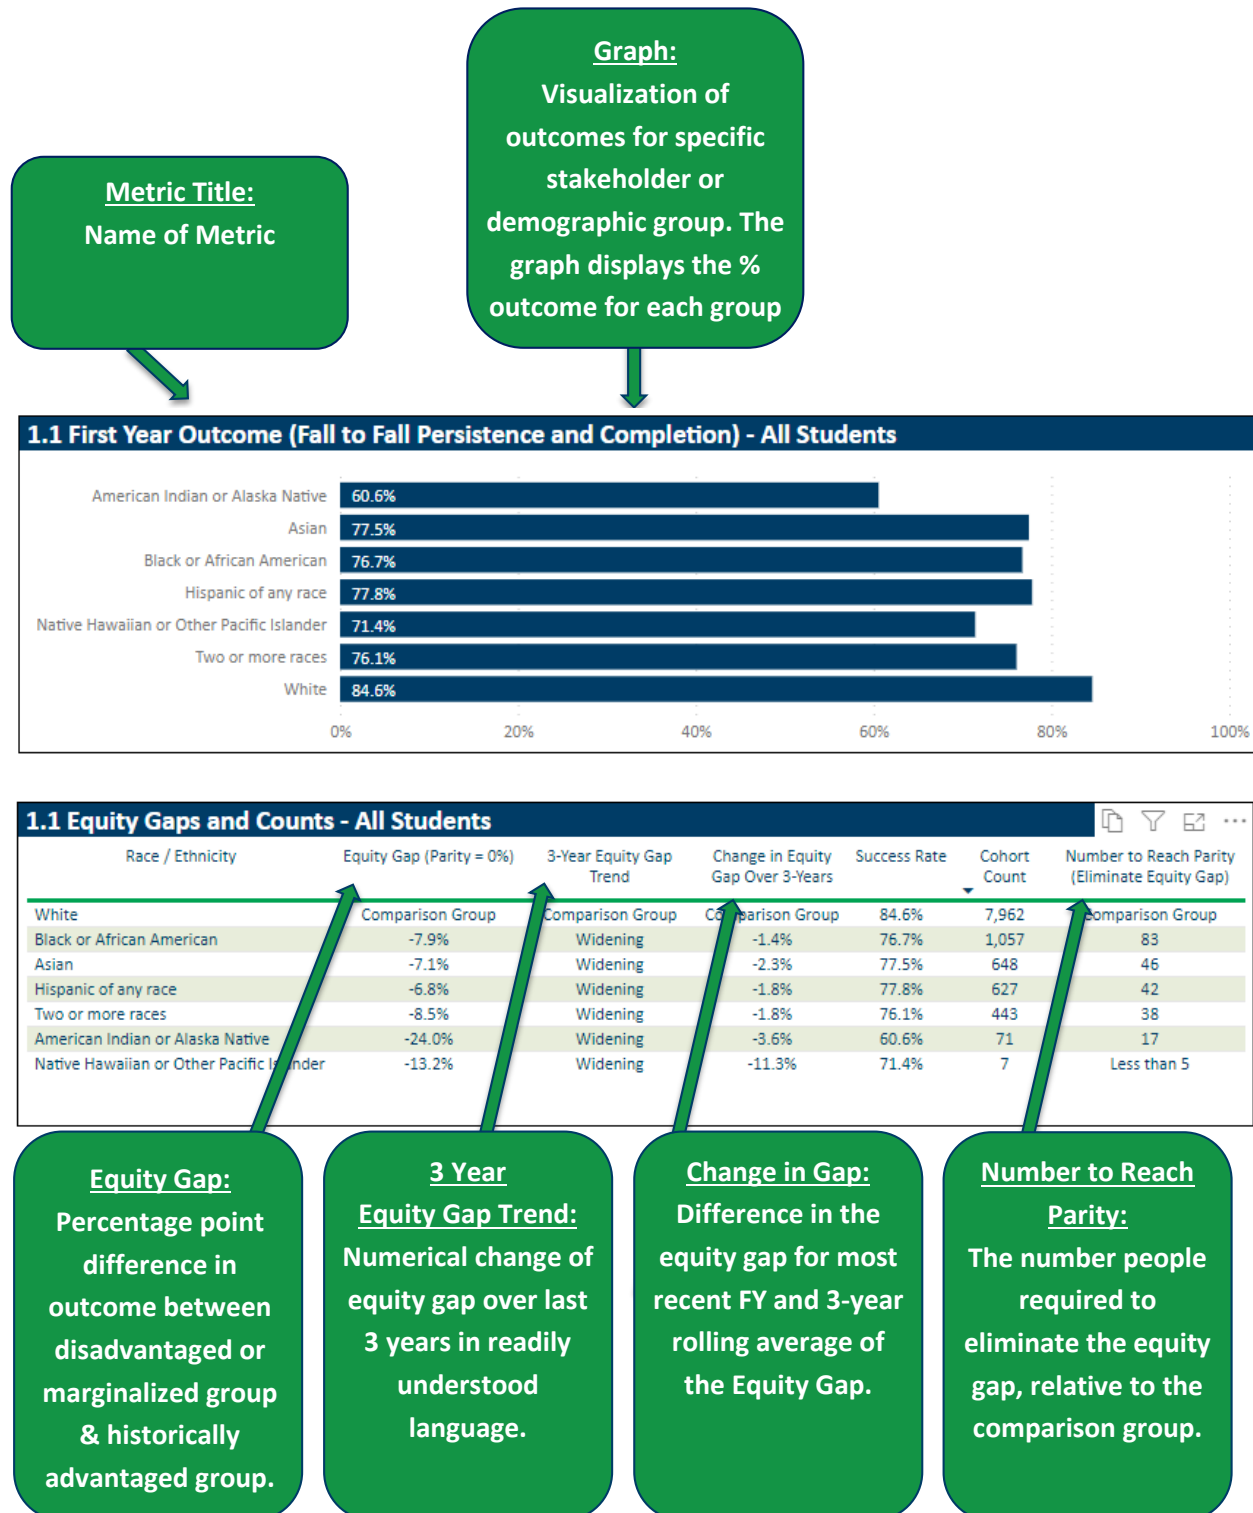 Graph:
Visualization of
outcomes for specific
stakeholder or
demographic group. The
graph displays the %
outcome for each group
Metric Title:
Name of Metric
1.1 First Year Outcome (Fall to Fall Persistence and Completion) - All Students
American Indian or Alaska Native 60.6%
Asian 77.5%
Black or African American 76.7%
Hispanic of any race 77.8%
Native Hawaiian or Other Pacific Islander 71.4%
Two or more races 76.1%
White 84.6%
0% 20% 40% 60% 80% 100%
1.1 Equity Gaps and Counts - All Students
Race / Ethnicity Equity Gap (Parity = 0%) 3-Year Equity Gap Change in Equity Success Rate Cohort Number to Reach Parity
Trend Gap Over 3-Years Count (Eliminate Equity Gap)
White Comparison Group Comparison Group Comparison Group 84.6% 7,962 Comparison Group
Black or African American -7.9% Widening -1.4% 76.7% 1,057 83
Asian -7.1% Widening -2.3% 77.5% 648 46
Hispanic of any race -6.8% Widening -1.8% 77.8% 627 42
Two or more races -8.5% Widening -1.8% 76.1% 443 38
American Indian or Alaska Native -24.0% Widening -3.6% 60.6% 71 17
Native Hawaiian or Other Pacific Islander -13.2% Widening -11.3% 71.4% 7 Less than 5
Equity Gap:
Percentage point
difference in
outcome between
disadvantaged or
marginalized group
& historically
advantaged group.
3 Year
Equity Gap Trend:
Numerical change of
equity gap over last
3 years in readily
understood
language.
Change in Gap:
Difference in the
equity gap for most
recent FY and 3-year
rolling average of
the Equity Gap.
Number to Reach
Parity:
The number people
required to
eliminate the equity
gap, relative to the
comparison group.